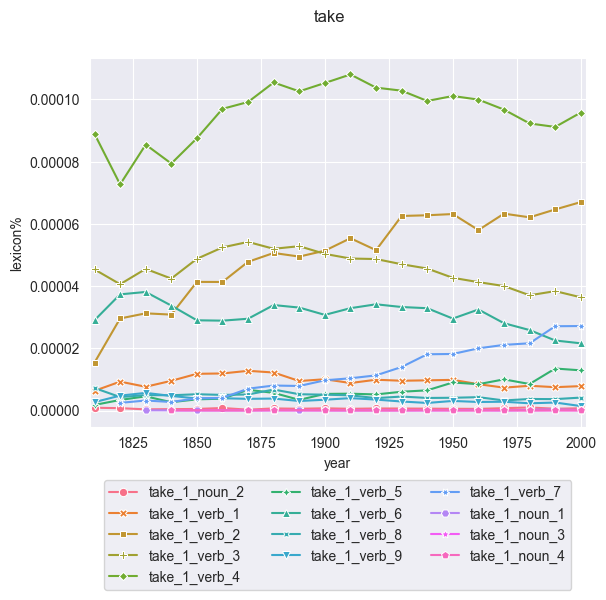 take
0.00010
0.00008
0.00006
0.00004
0.00002
0.00000
lexicon%
1825 1850 1875 1900 1925 1950 1975 2000
year
take_1_noun_2 take_1_verb_5 take_1_verb_7
take_1_verb_1 take_1_verb_6 take_1_noun_1
take_1_verb_2 take_1_verb_8 take_1_noun_3
take_1_verb_3 take_1_verb_9 take_1_noun_4
take_1_verb_4